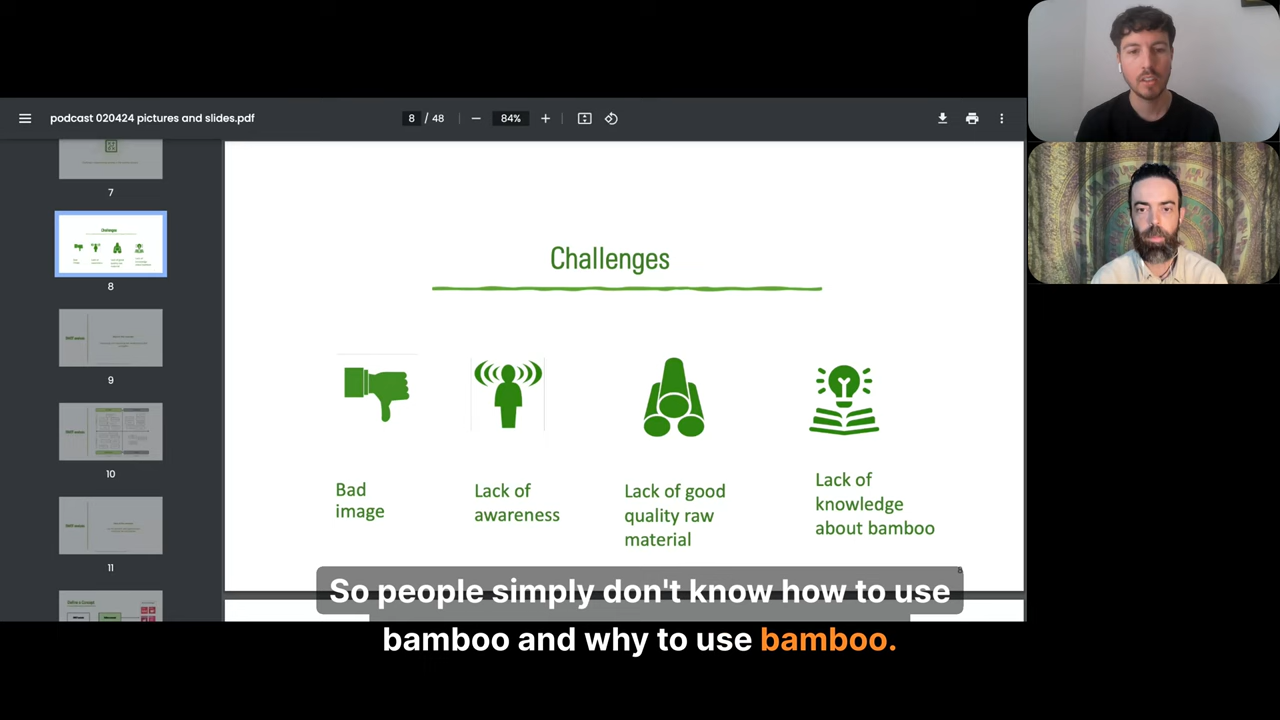 podcast 020424 pictures and slides.pdf
8 / 48
84%
7
8
9
10
11
Challenges
Bad
image
Lack of
awareness
Lack of good
quality raw
material
Lack of
knowledge
about bamboo
8
So people simply don't know how to use
bamboo and why to use bamboo.